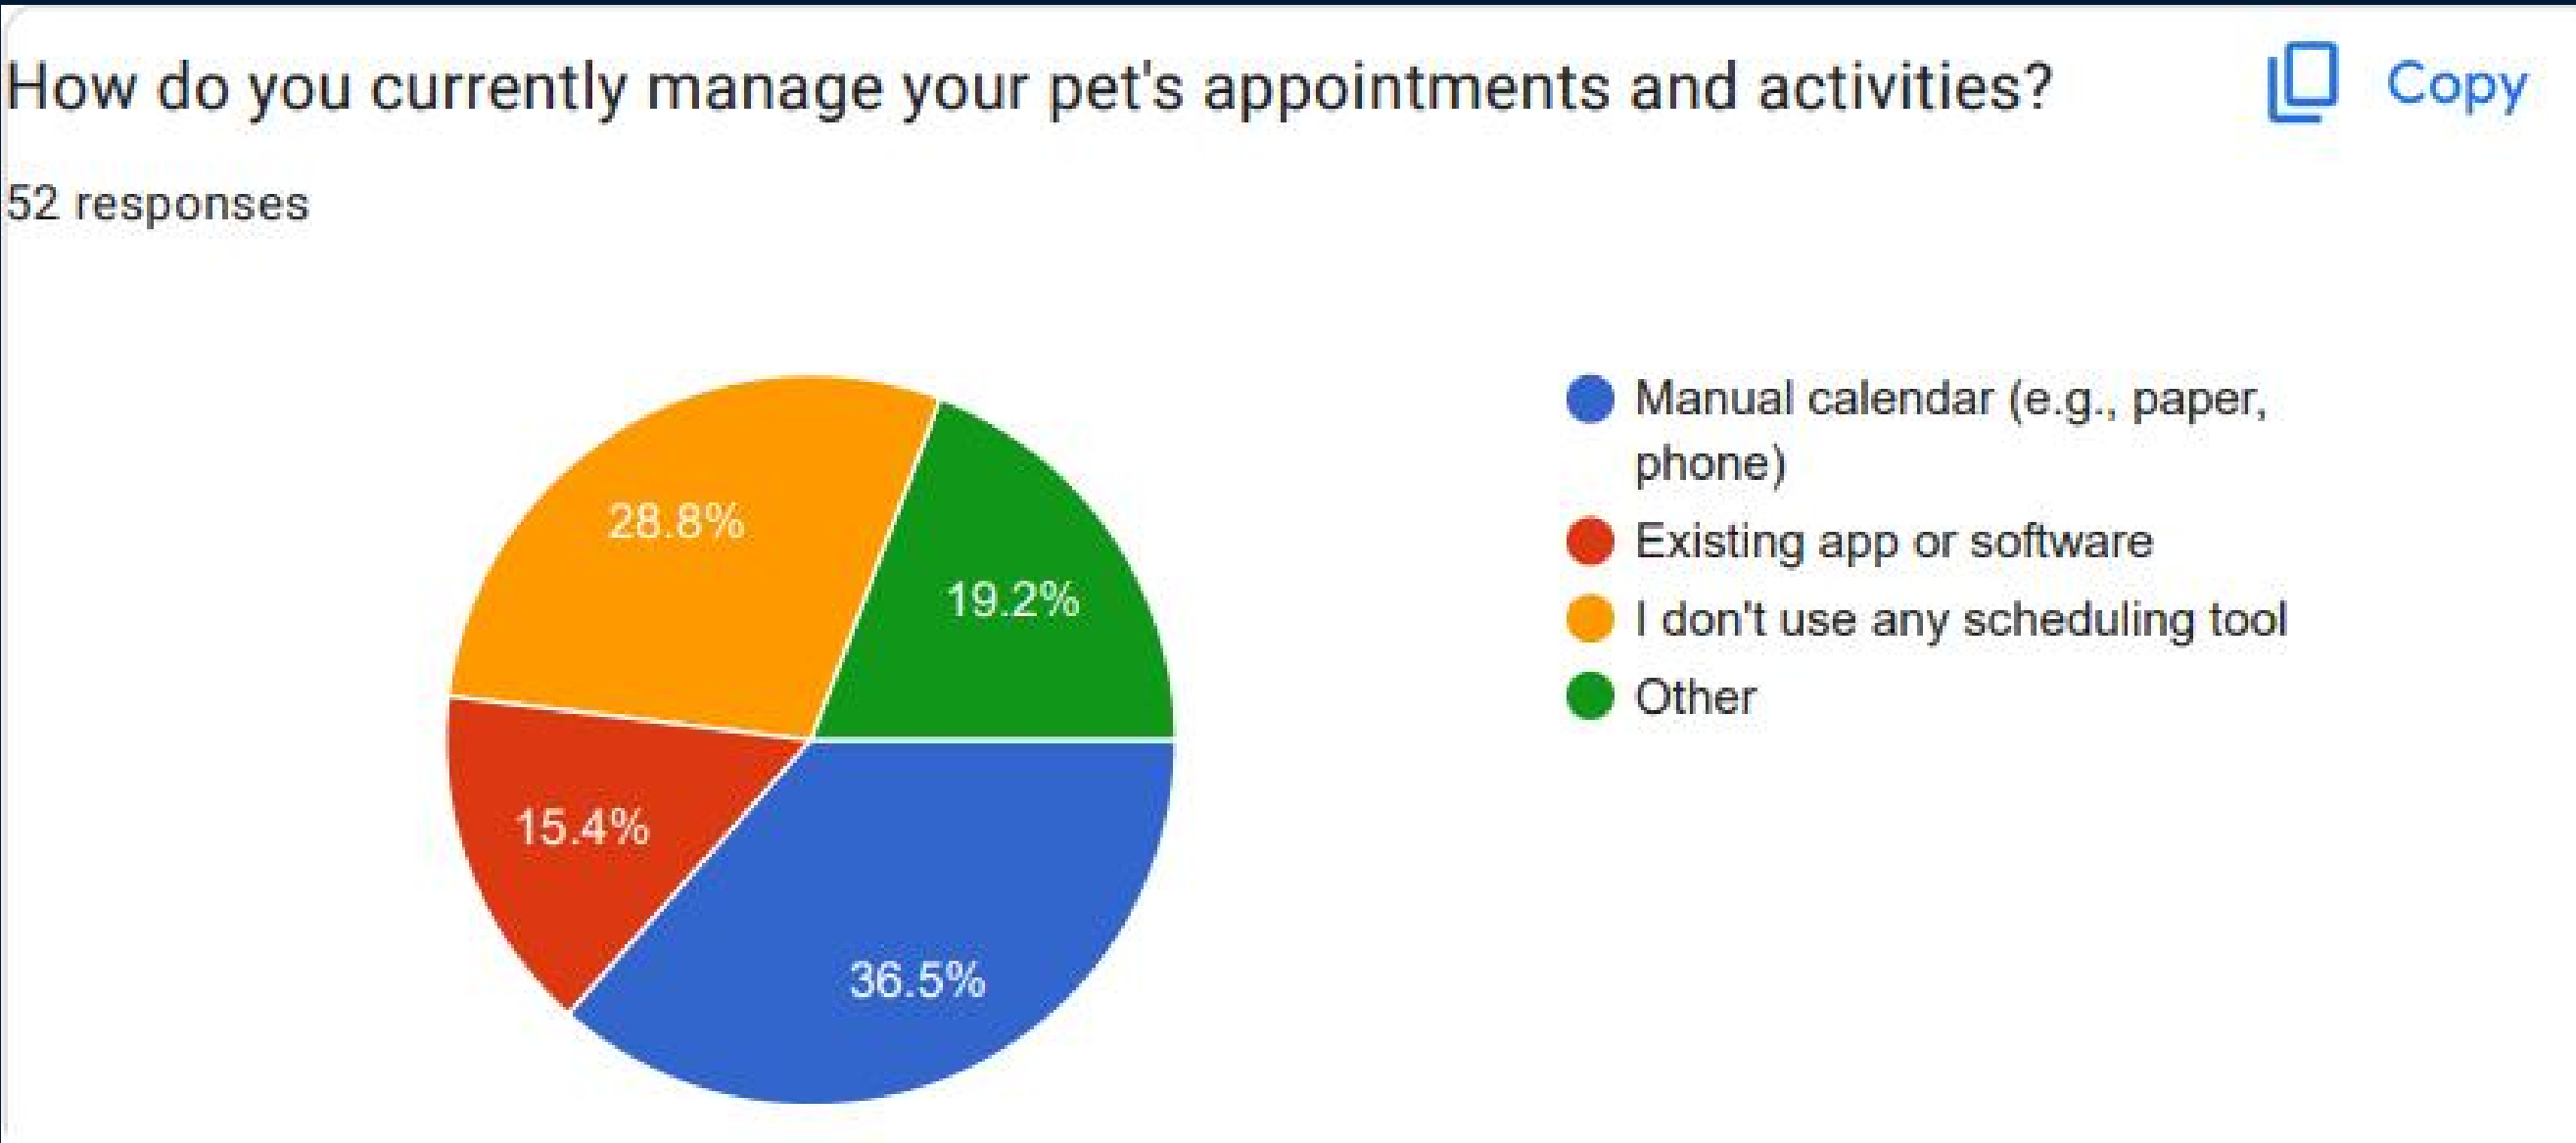 How do you currently manage your pet's appointments and activities?
Copy
52 responses
28.8%
19.2%
15.4%
36.5%
Manual calendar (e.g., paper,
phone)
Existing app or software
I don't use any scheduling tool
Other